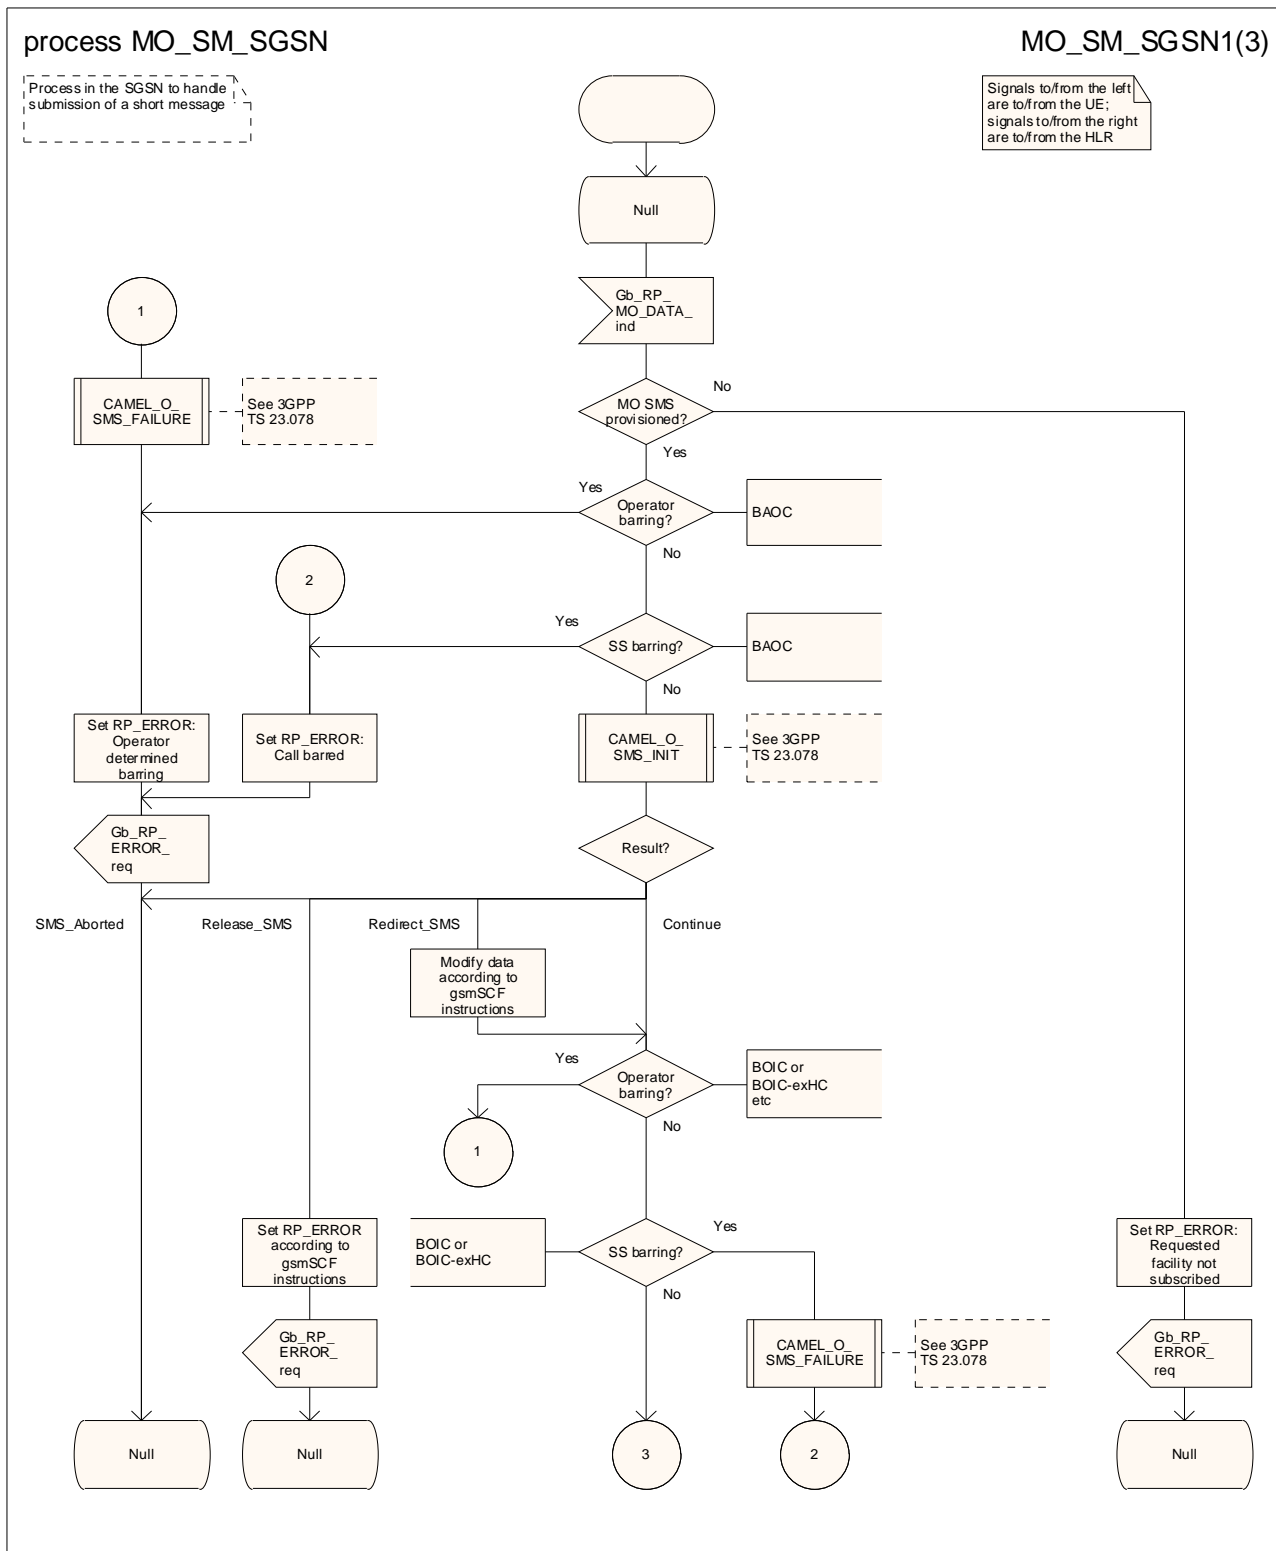 process MO_SM_SGSN
MO_SM_SGSN1(3)
Process in the SGSN to handle
submission of a short message
Signals to/from the left
are to/from the UE;
signals to/from the right
are to/from the HLR
Null
Gb_RP_
MO_DATA_
ind
1
No
CAMEL_O_
SMS_FAILURE
See 3GPP
TS 23.078
MO SMS
provisioned?
Yes
Yes
Operator
barring?
BAOC
No
2
Yes
SS barring?
BAOC
No
Set RP_ERROR:
Operator
determined
barring
Set RP_ERROR:
Call barred
CAMEL_O_
SMS_INIT
See 3GPP
TS 23.078
Gb_RP_
ERROR_
req
Result?
SMS_Aborted
Release_SMS
Redirect_SMS
Continue
Modify data
according to
gsmSCF
instructions
Yes
Operator
barring?
BOIC or
BOIC-exHC
etc
No
1
Set RP_ERROR
according to
gsmSCF
instructions
BOIC or
BOIC-exHC
SS barring?
Yes
No
Set RP_ERROR:
Requested
facility not
subscribed
Gb_RP_
ERROR_
req
CAMEL_O_
SMS_FAILURE
See 3GPP
TS 23.078
Gb_RP_
ERROR_
req
Null
Null
3
2
Null